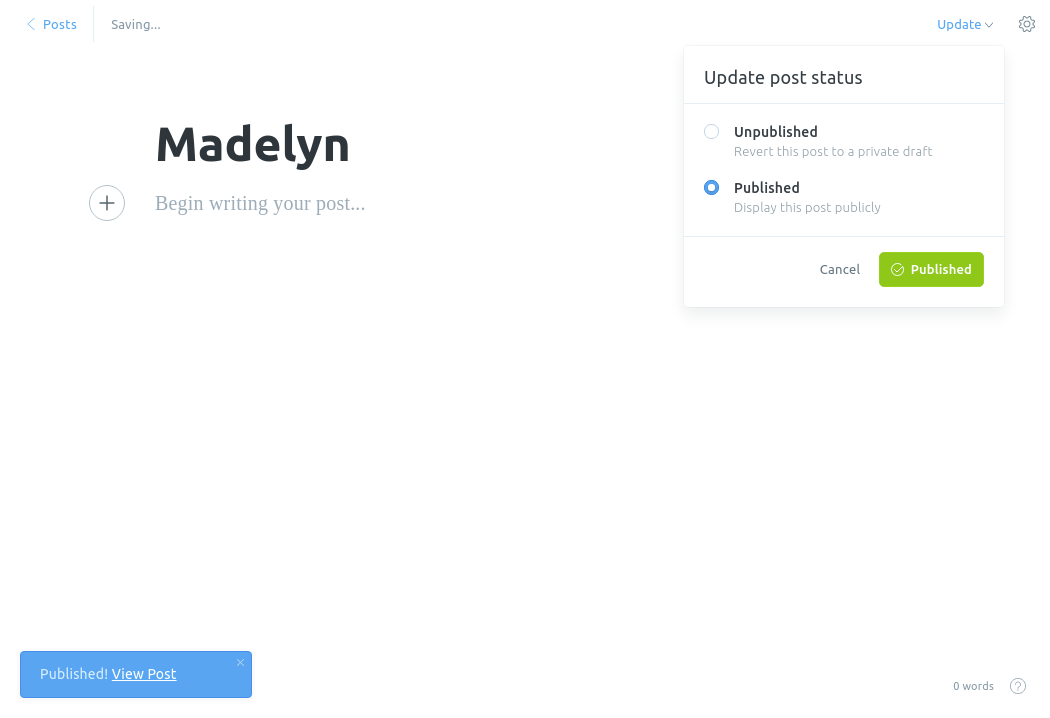 Posts
Saving...
Update
Update post status
Madelyn
Unpublished
Revert this post to a private draft
Published
Display this post publicly
Begin writing your post...
Cancel
Published
Published! View Post
0 words